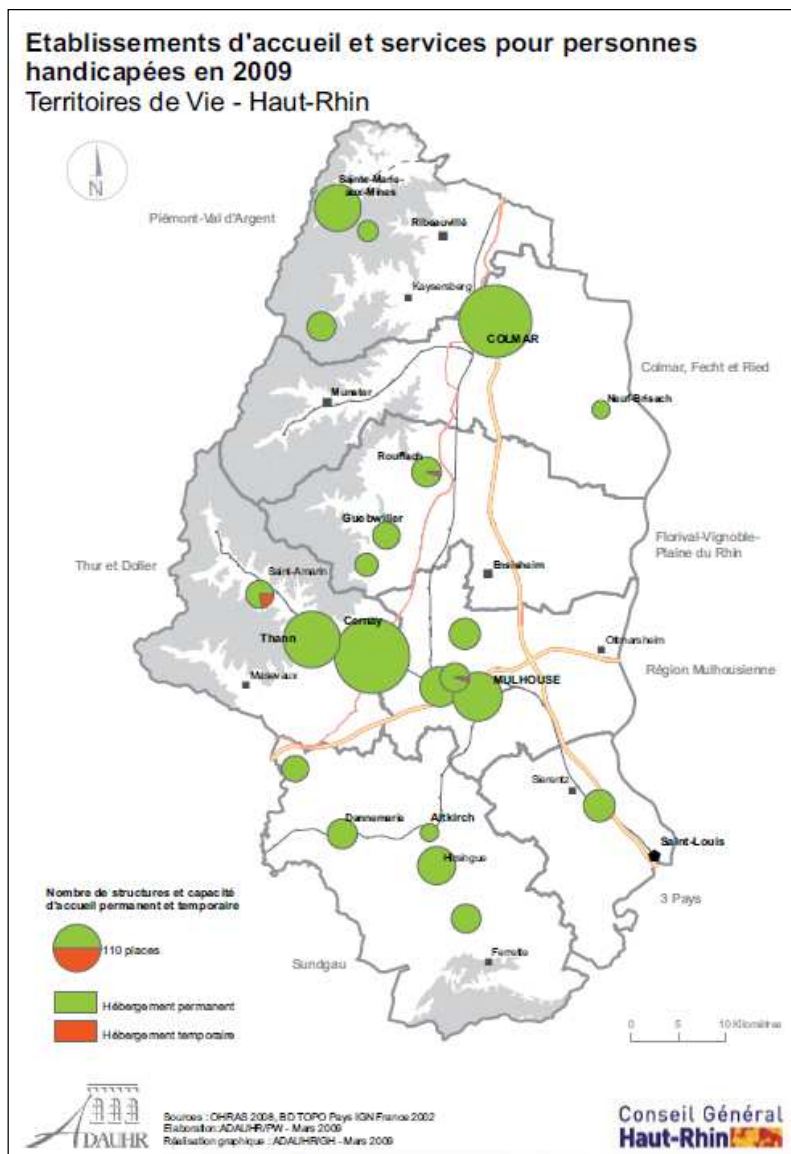 Etablissements d'accueil et services pour personnes
handicapées en 2009
Territoires de Vie - Haut-Rhin
N
Sainte-Marie-
aux-Mines
Piémont-Val d'Argent
Ribeauvillé
Kaysersberg
COLMAR
Colmar, Fecht et Ried
Munster
Neuf-Brisach
Rouffach
Guebwiller
Florival-Vignoble-
Plaine du Rhin
Thur et Doller
Ensisheim
Saint-Amarin
Cernay
Thann
Ottmarsheim
Masevaux
MULHOUSE
Région Mulhousienne
Sierentz
Dannemarie
Altkirch
Saint-Louis
Hirsingue
3 Pays
Nombre de structures et capacité
d'accueil permanent et temporaire
110 places
Sundgau
Ferrette
Hébergement permanent
Hébergement temporaire
0 5 10 Kilomètres
ADAUHR
Sources : OHRAS 2008, BD TOPO Pays IGN France 2002
Elaboration: ADAUHR/PW - Mars 2009
Réalisation graphique : ADAUHR/GH - Mars 2009
Conseil Général
Haut-Rhin